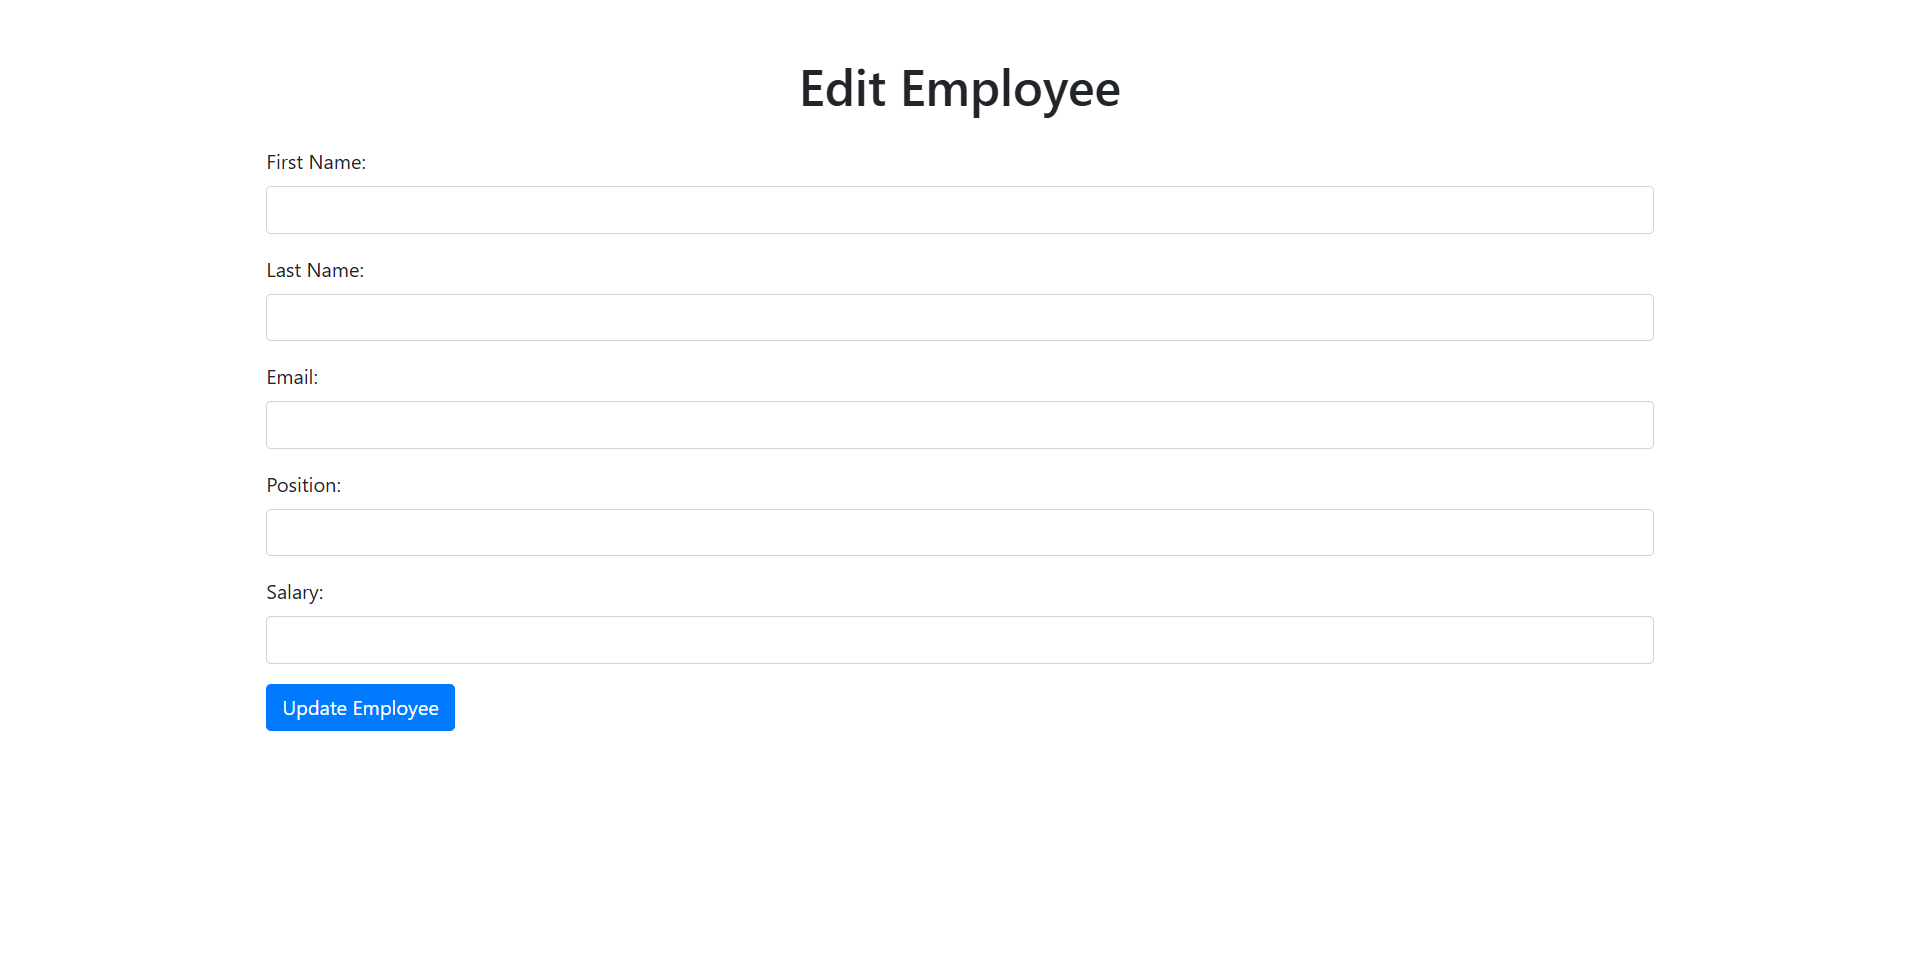 Edit Employee
First Name:
Last Name:
Email:
Position:
Salary:
Update Employee